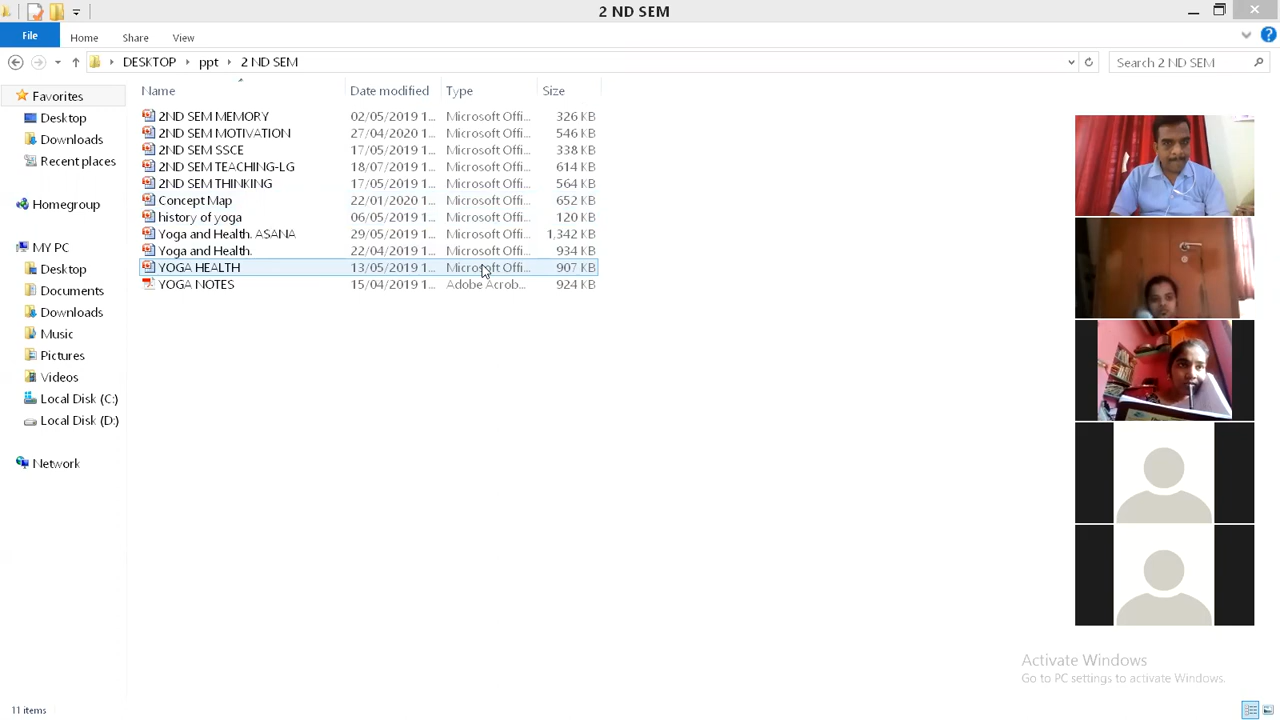 2 ND SEM
File Home Share View
DESKTOP ppt 2 ND SEM Search 2 ND SEM
Name Date modified Type Size
Favorites
Desktop
Downloads
Recent places
Homegroup
MY PC
Desktop
Documents
Downloads
Music
Pictures
Videos
Local Disk (C:)
Local Disk (D:)
Network
2ND SEM MEMORY 02/05/2019 1... Microsoft Offi... 326 KB
2ND SEM MOTIVATION 27/04/2020 1... Microsoft Offi... 546 KB
2ND SEM SSCE 17/05/2019 1... Microsoft Offi... 338 KB
2ND SEM TEACHING-LG 18/07/2019 1... Microsoft Offi... 614 KB
2ND SEM THINKING 17/05/2019 1... Microsoft Offi... 564 KB
Concept Map 22/01/2020 1... Microsoft Offi... 652 KB
history of yoga 06/05/2019 1... Microsoft Offi... 120 KB
Yoga and Health. ASANA 29/05/2019 1... Microsoft Offi... 1,342 KB
Yoga and Health. 22/04/2019 1... Microsoft Offi... 934 KB
YOGA HEALTH 13/05/2019 1... Microsoft Offi... 907 KB
YOGA NOTES 15/04/2019 1... Adobe Acrob... 924 KB
Activate Windows
Go to PC settings to activate Windows.
11 items